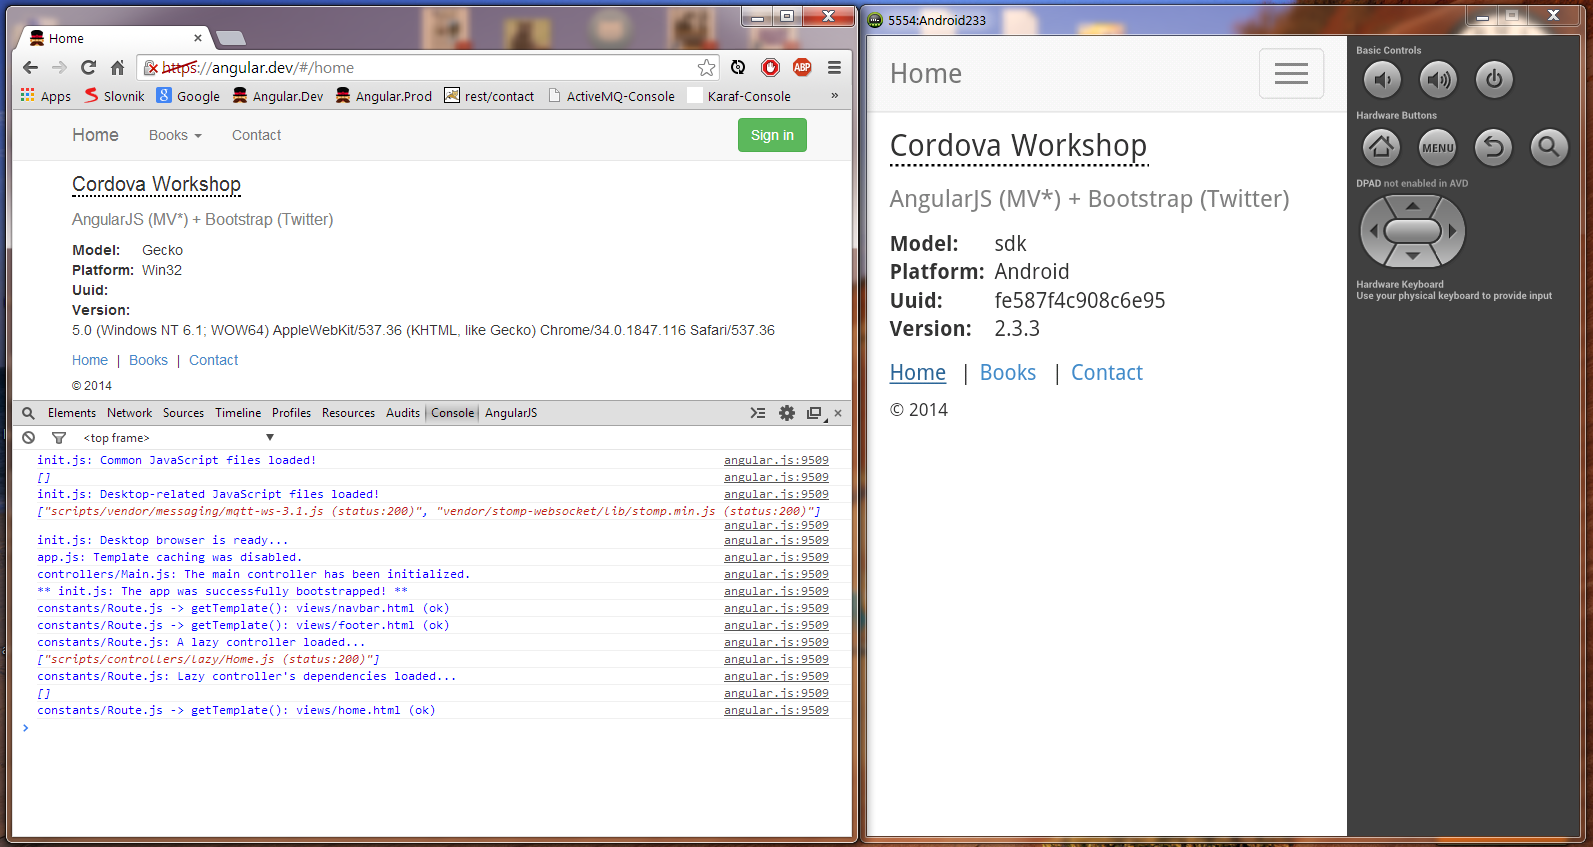 Home
https://angular.dev/#/home
ABP
Apps Slovnik Google Angular.Dev Angular.Prod rest/contact ActiveMQ-Console Karaf-Console »
Home Books Contact Sign in
Cordova Workshop
AngularJS (MV*) + Bootstrap (Twitter)
Model: Gecko
Platform: Win32
Uuid:
Version:
5.0 (Windows NT 6.1; WOW64) AppleWebKit/537.36 (KHTML, like Gecko) Chrome/34.0.1847.116 Safari/537.36
Home | Books | Contact
© 2014
Elements Network Sources Timeline Profiles Resources Audits Console AngularJS
<top frame>
init.js: Common JavaScript files loaded! angular.js:9509
[] angular.js:9509
init.js: Desktop-related JavaScript files loaded! angular.js:9509
["scripts/vendor/messaging/mqtt-ws-3.1.js (status:200)", "vendor/stomp-websocket/lib/stomp.min.js (status:200)"]
angular.js:9509
init.js: Desktop browser is ready... angular.js:9509
app.js: Template caching was disabled. angular.js:9509
controllers/Main.js: The main controller has been initialized. angular.js:9509
** init.js: The app was successfully bootstrapped! ** angular.js:9509
constants/Route.js -> getTemplate(): views/navbar.html (ok) angular.js:9509
constants/Route.js -> getTemplate(): views/footer.html (ok) angular.js:9509
constants/Route.js: A lazy controller loaded... angular.js:9509
["scripts/controllers/lazy/Home.js (status:200)"] angular.js:9509
constants/Route.js: Lazy controller's dependencies loaded... angular.js:9509
[] angular.js:9509
constants/Route.js -> getTemplate(): views/home.html (ok) angular.js:9509
>
5554:Android233
Home
Cordova Workshop
AngularJS (MV*) + Bootstrap (Twitter)
Model: sdk
Platform: Android
Uuid: fe587f4c908c6e95
Version: 2.3.3
Home | Books | Contact
© 2014
Basic Controls
Hardware Buttons
MENU
DPAD not enabled in AVD
Hardware Keyboard
Use your physical keyboard to provide input